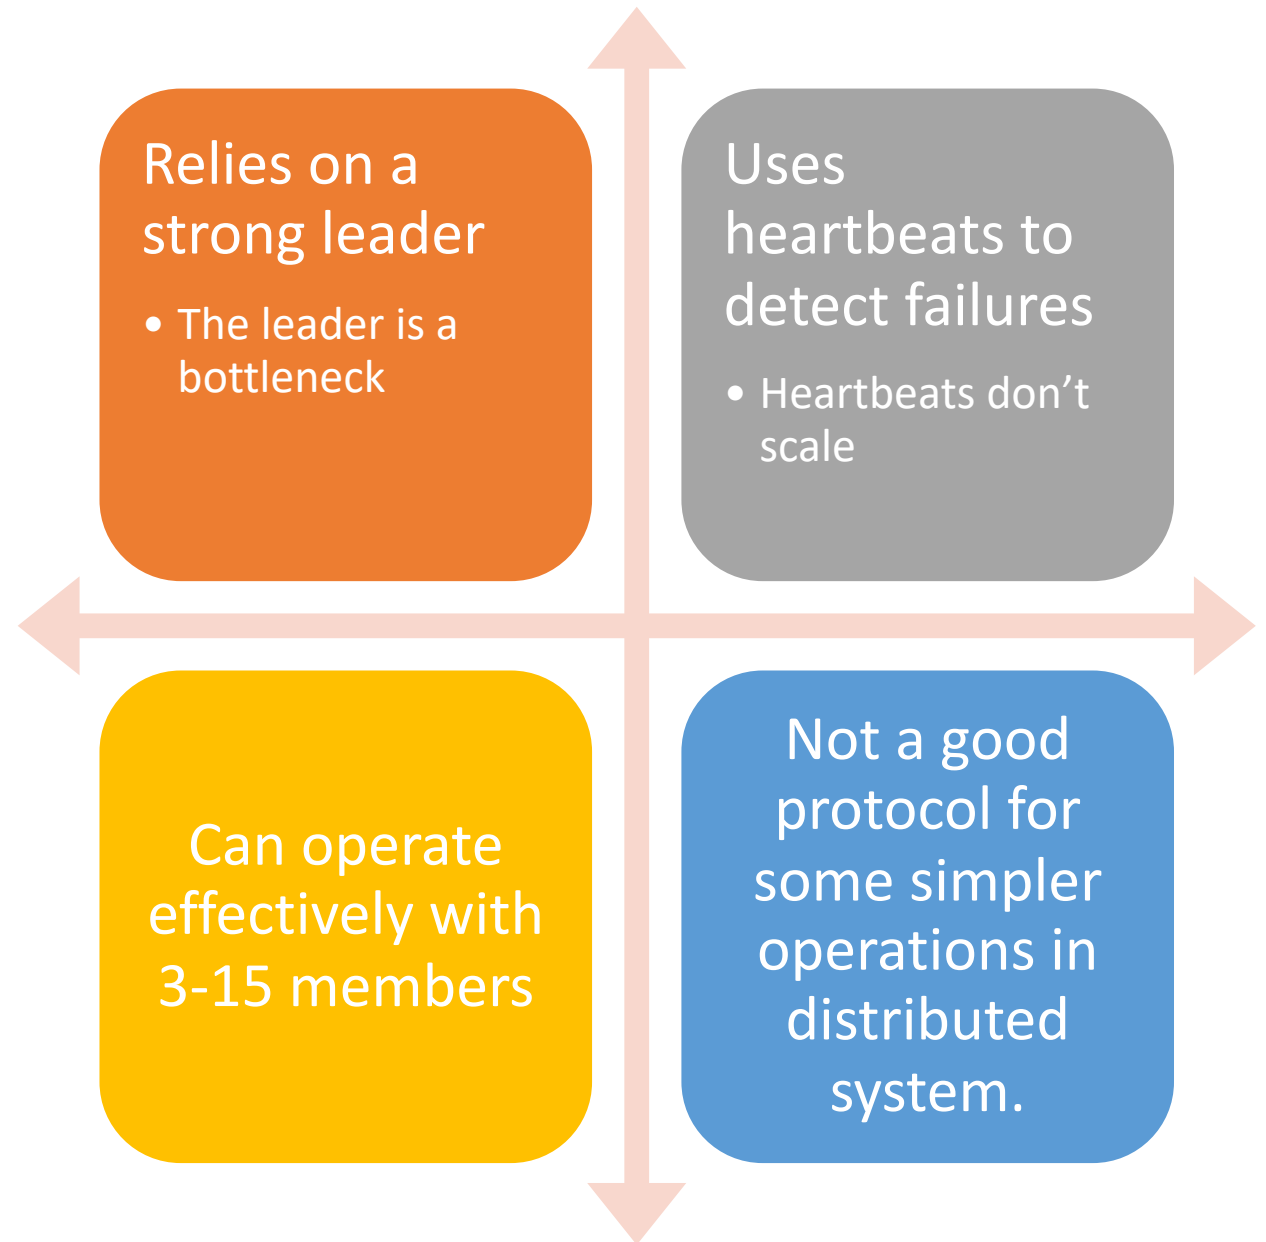 Relies on a
strong leader
• The leader is a
bottleneck
Uses
heartbeats to
detect failures
• Heartbeats don’t
scale
Can operate
effectively with
3-15 members
Not a good
protocol for
some simpler
operations in
distributed
system.